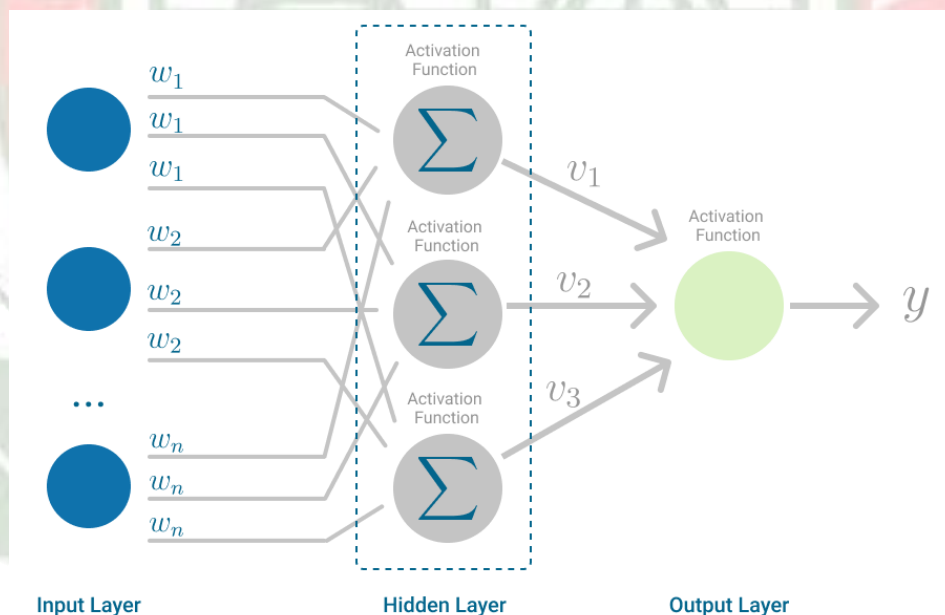 Activation
Function
w₁
w₁
w₁
Σ
v₁
Activation
Function
w₂
w₂
w₂
Activation
Function
Σ
v₂
y
...
Activation
Function
v₃
wₙ
wₙ
wₙ
Σ
Input Layer
Hidden Layer
Output Layer